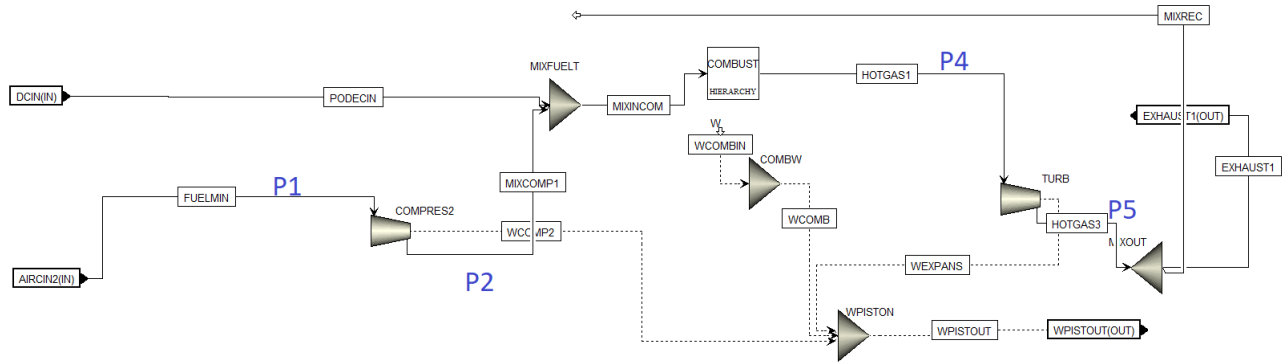 MIXREC
P4
MIXFUELT
COMBUST
HIERARCHY
HOTGAS1
DCIN(IN)
PODECIN
MIXINCOM
EXHAUST1(OUT)
W
WCOMBIN
COMBW
EXHAUST1
P1
FUELMIN
MIXCOMP1
TURB
COMPRES2
WCOMB
P5
HOTGAS3
WCOMP2
XOUT
WEXPANS
AIRCIN2(IN)
P2
WPISTON
WPISTOUT
WPISTOUT(OUT)